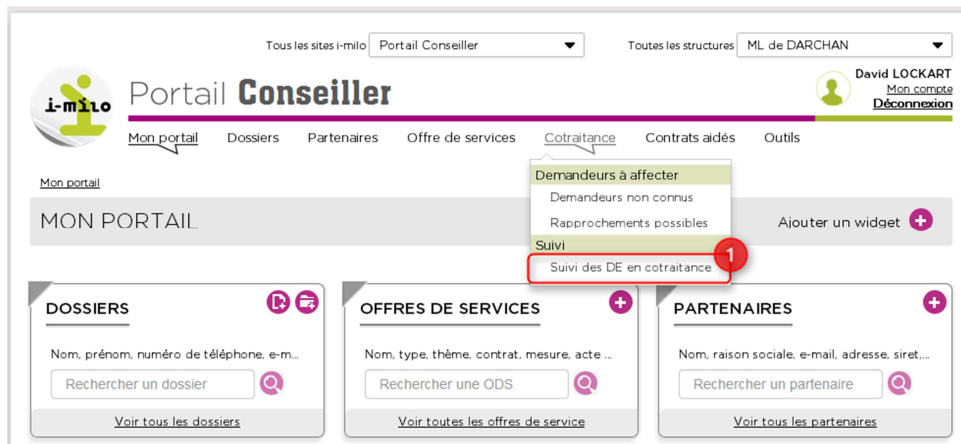 Tous les sites i-milo Portail Conseiller Toutes les structures ML de DARCHAN
David LOCKART
Mon compte
Déconnexion
i-milo
Portail Conseiller
Mon portail Dossiers Partenaires Offre de services Cotraitance Contrats aidés Outils
Demandeurs à affecter
Demandeurs non connus
Rapprochements possibles
Suivi
Suivi des DE en cotraitance
1
Mon portail
MON PORTAIL Ajouter un widget
DOSSIERS
Nom, prénom, numéro de téléphone, e-m...
Rechercher un dossier
Voir tous les dossiers
OFFRES DE SERVICES
Nom, type, thème, contrat, mesure, acte ...
Rechercher une ODS
Voir toutes les offres de service
PARTENAIRES
Nom, raison sociale, e-mail, adresse, siret,...
Rechercher un partenaire
Voir tous les partenaires